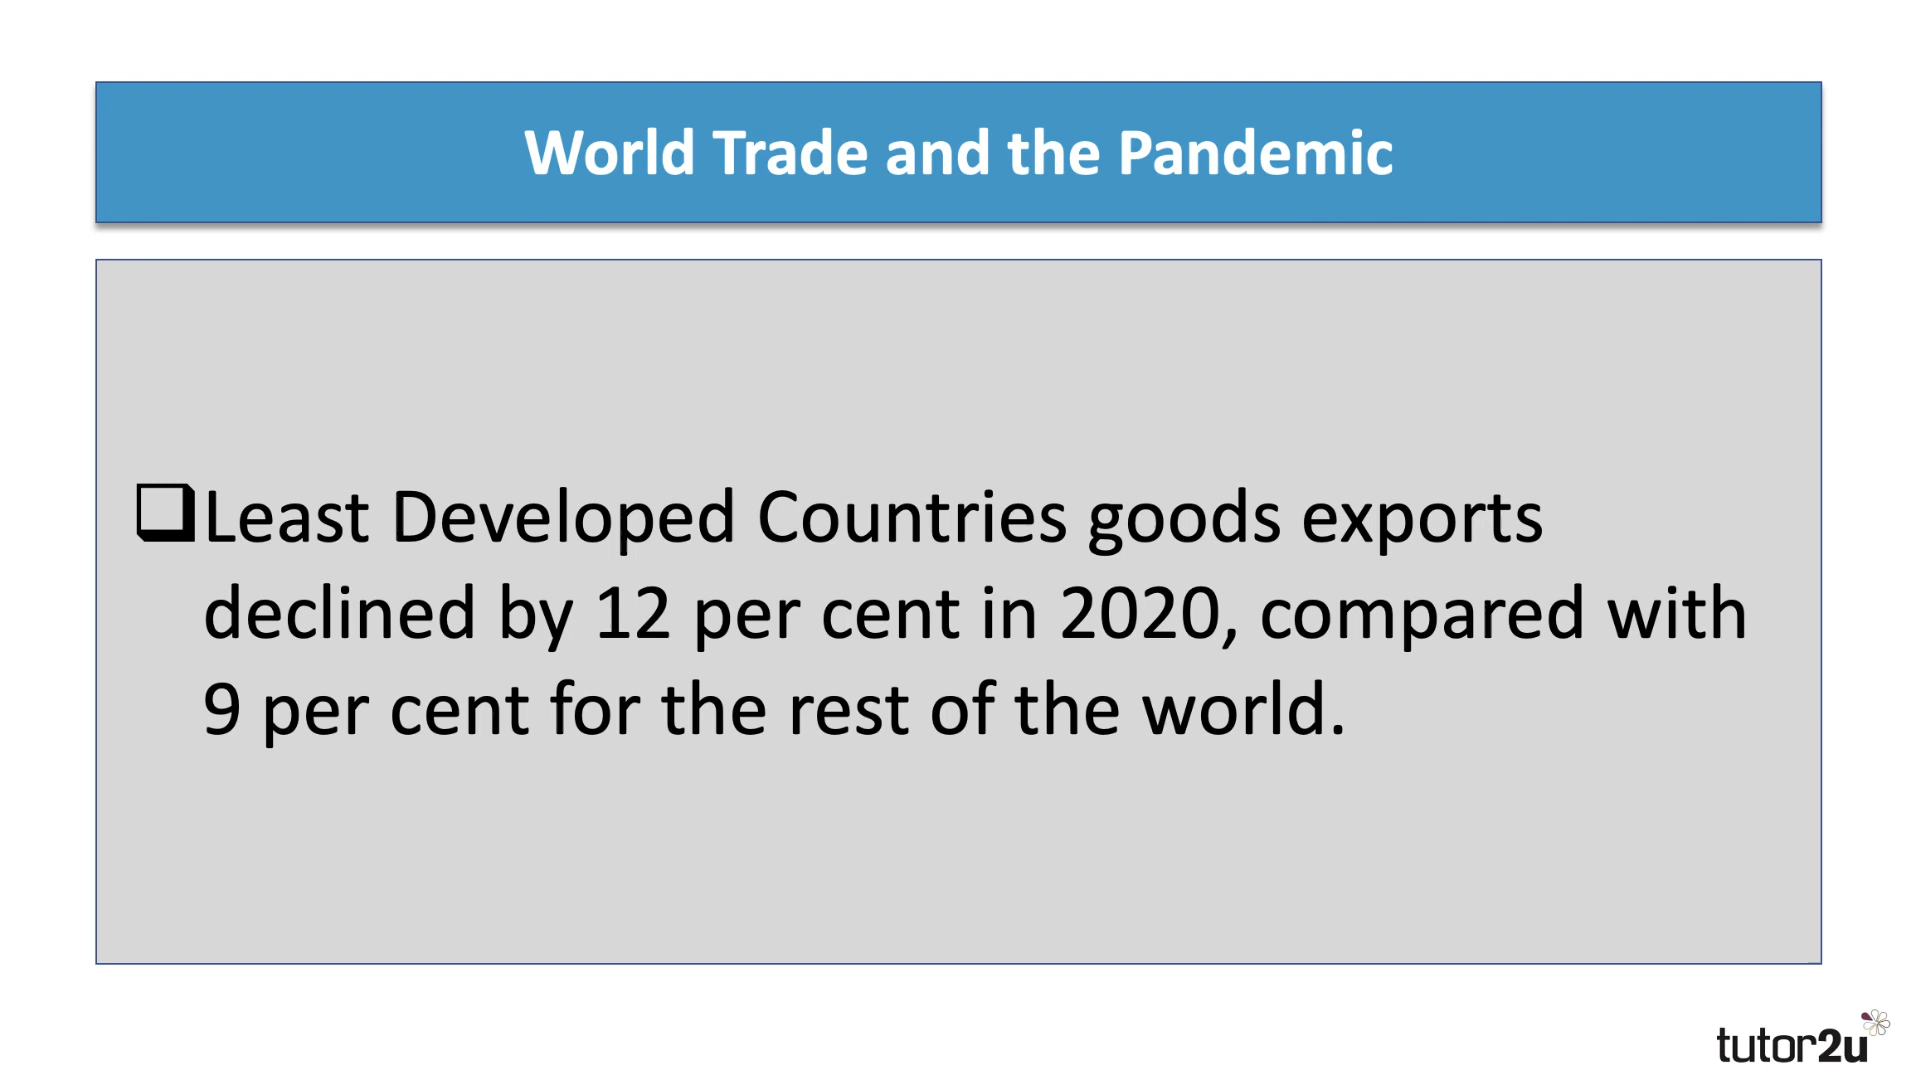 World Trade and the Pandemic
❑Least Developed Countries goods exports
declined by 12 per cent in 2020, compared with
9 per cent for the rest of the world.
tutor2u